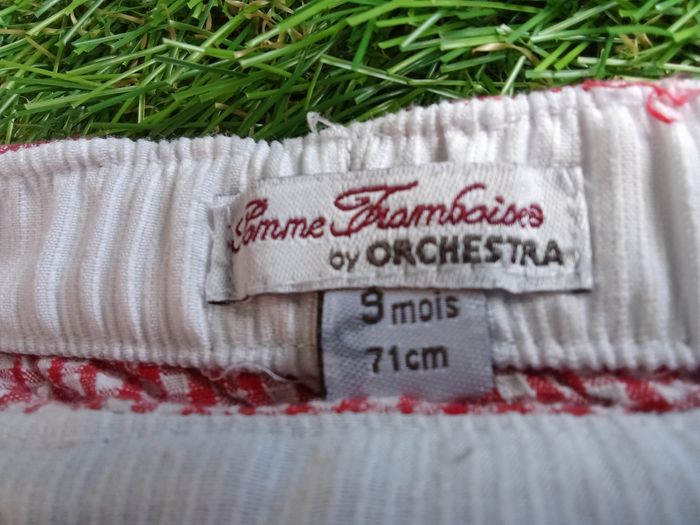 Pomme Framboise
by ORCHESTRA
9 mois
71cm